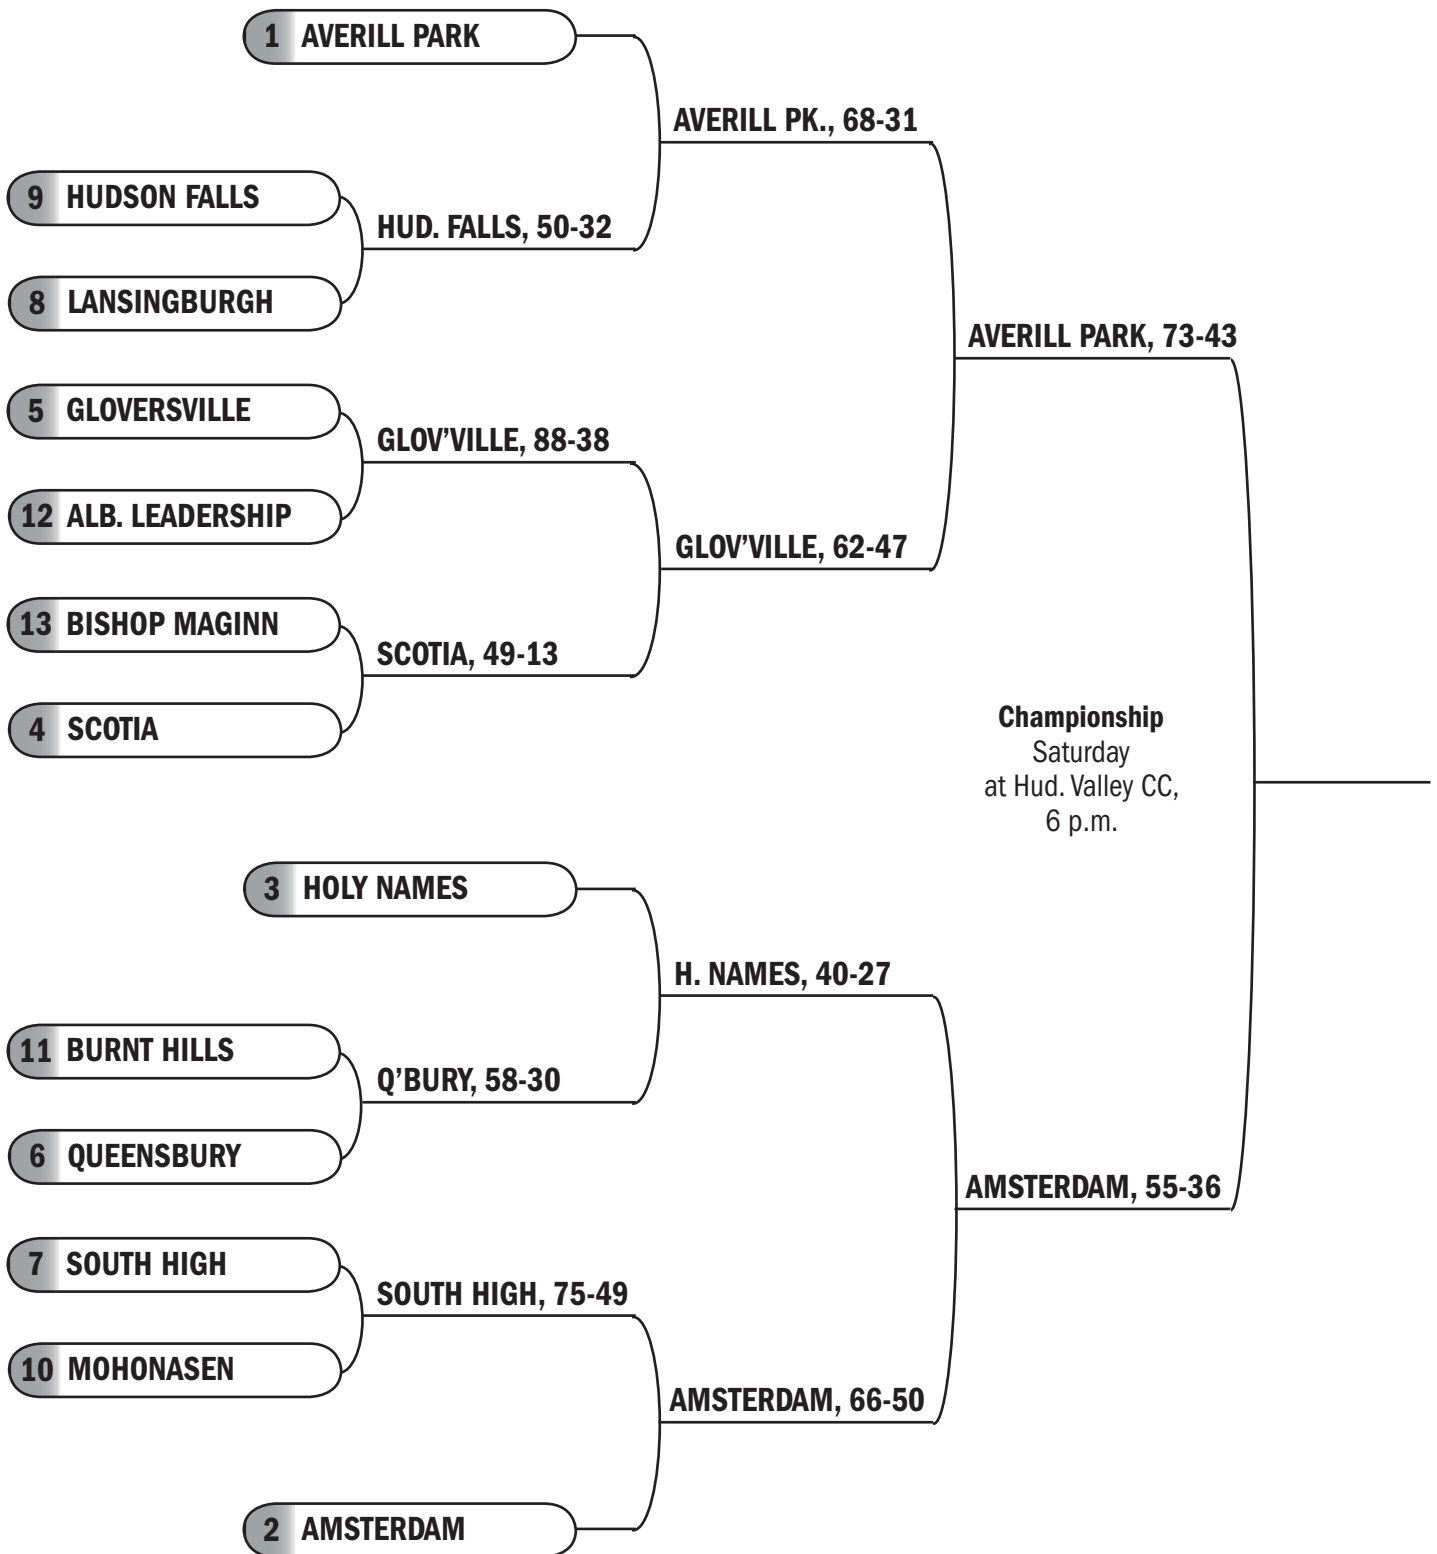 1 AVERILL PARK
AVERILL PK., 68-31
9 HUDSON FALLS
HUD. FALLS, 50-32
8 LANSINGBURGH
AVERILL PARK, 73-43
5 GLOVERSVILLE
GLOV’VILLE, 88-38
12 ALB. LEADERSHIP
GLOV’VILLE, 62-47
13 BISHOP MAGINN
SCOTIA, 49-13
4 SCOTIA
Championship
Saturday
at Hud. Valley CC,
6 p.m.
3 HOLY NAMES
H. NAMES, 40-27
11 BURNT HILLS
Q’BURY, 58-30
6 QUEENSBURY
AMSTERDAM, 55-36
7 SOUTH HIGH
SOUTH HIGH, 75-49
10 MOHONASEN
AMSTERDAM, 66-50
2 AMSTERDAM